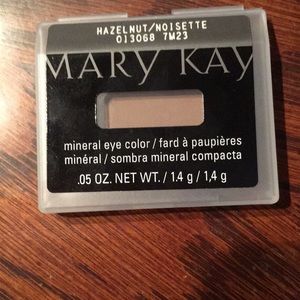 HAZELNUT/NOISETTE
013068 7M23
MARY KAY
mineral eye color / fard à paupières
minéral / sombra mineral compacta
.05 OZ. NET WT. / 1.4 g / 1,4 g